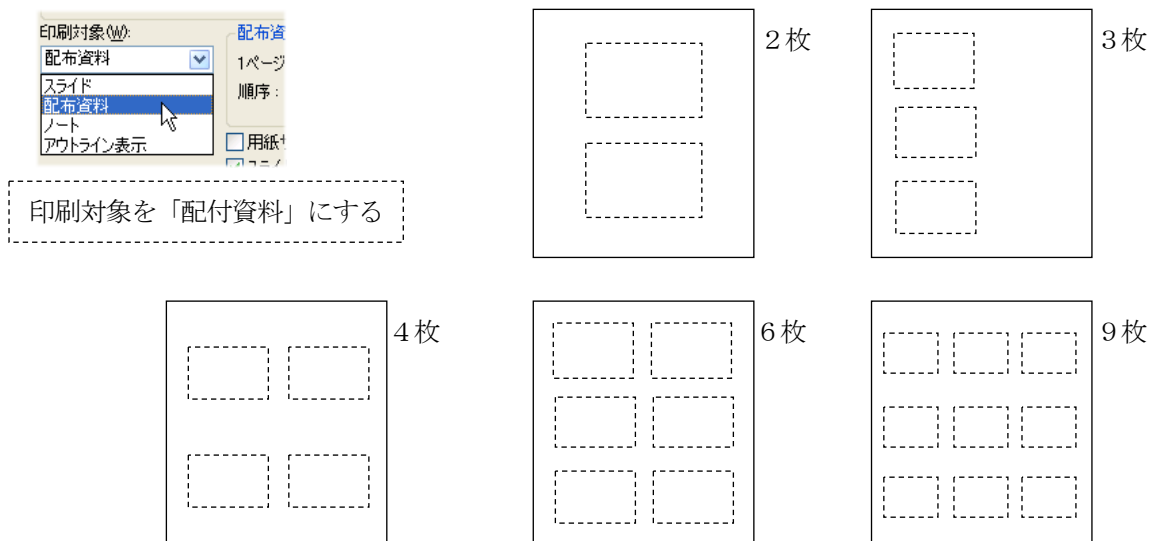 印刷対象(W):
配布資料
スライド
配布資料
ノート
アウトライン表示
配布資
1ページ
順序：
用紙
印刷対象を「配付資料」にする
２枚
３枚
４枚
６枚
９枚